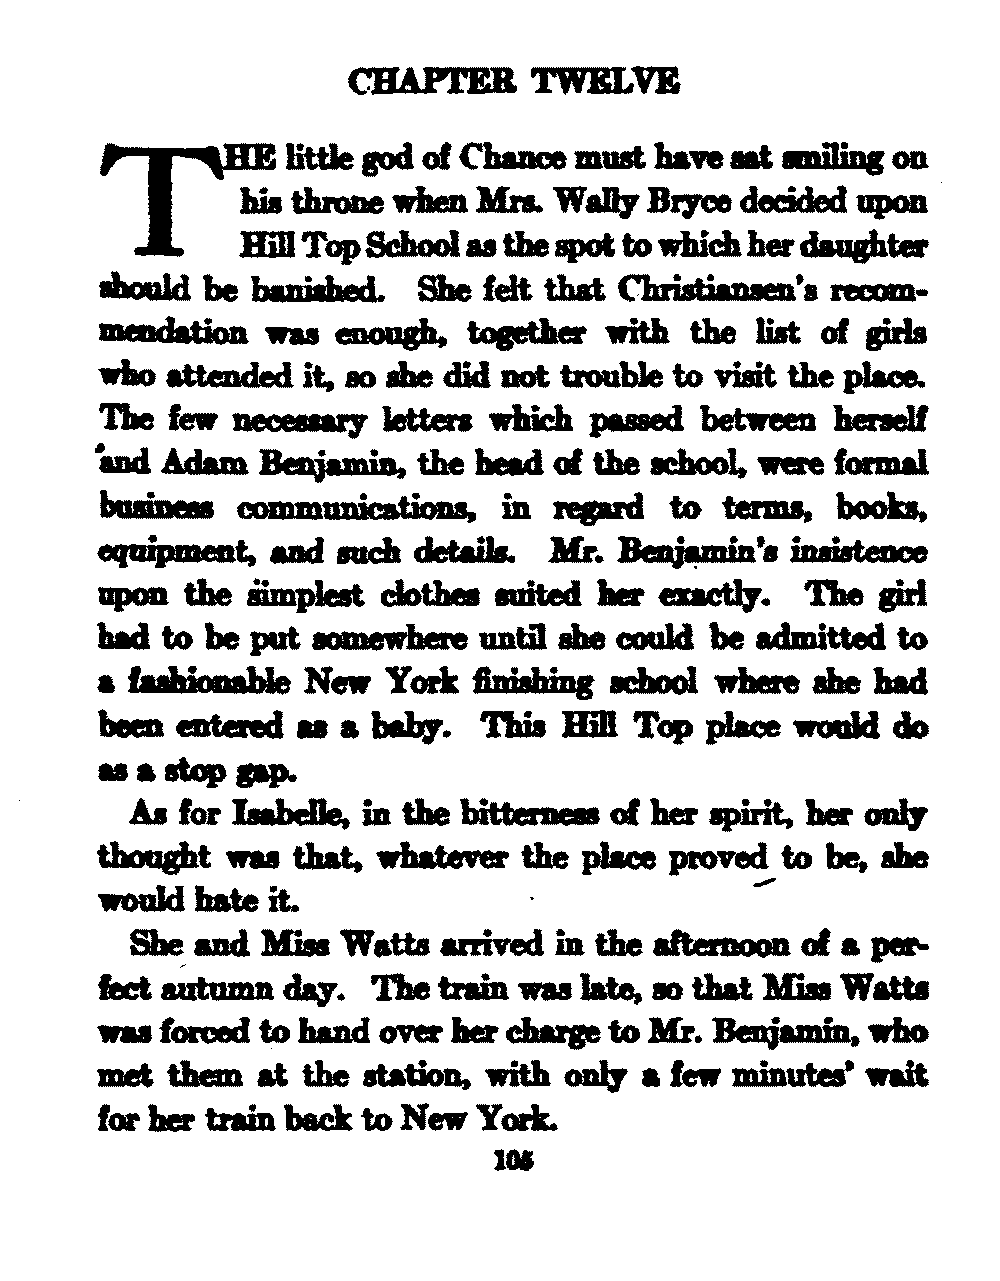 CHAPTER TWELVE
THE little god of Chance must have sat smiling on
his throne when Mrs. Wally Bryce decided upon
Hill Top School as the spot to which her daughter
should be banished. She felt that Christiansen's recom-
mendation was enough, together with the list of girls
who attended it, so she did not trouble to visit the place.
The few necessary letters which passed between herself
and Adam Benjamin, the head of the school, were formal
business communications, in regard to terms, books,
equipment, and such details. Mr. Benjamin's insistence
upon the simplest clothes suited her exactly. The girl
had to be put somewhere until she could be admitted to
a fashionable New York finishing school where she had
been entered as a baby. This Hill Top place would do
as a stop gap.
As for Isabelle, in the bitterness of her spirit, her only
thought was that, whatever the place proved to be, she
would hate it.
She and Miss Watts arrived in the afternoon of a per-
fect autumn day. The train was late, so that Miss Watts
was forced to hand over her charge to Mr. Benjamin, who
met them at the station, with only a few minutes' wait
for her train back to New York.
105